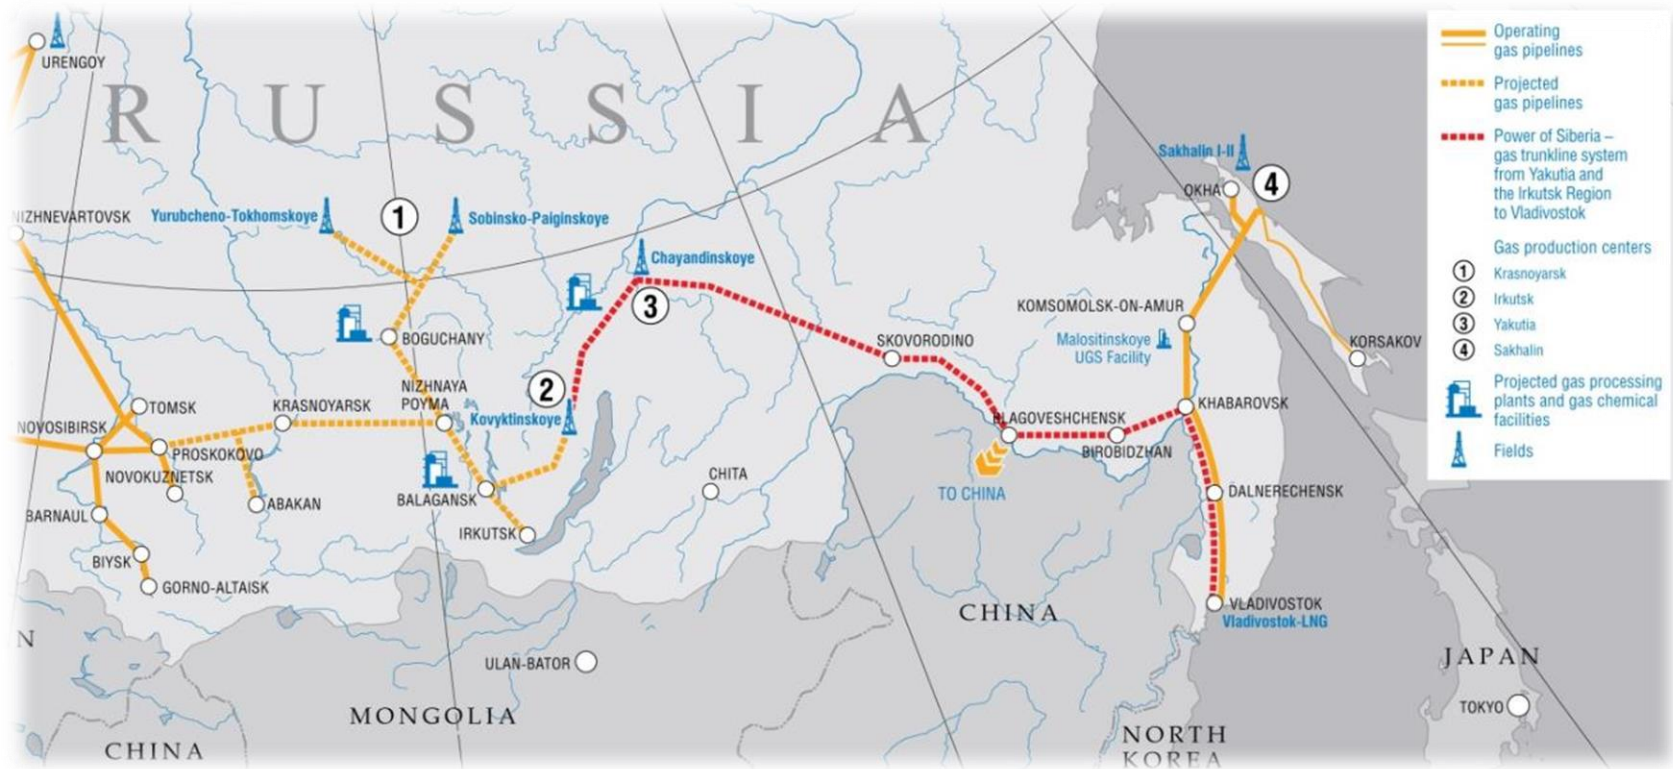 URENGOY
R U S S I A
Operating
gas pipelines
Projected
gas pipelines
Power of Siberia –
gas trunkline system
from Yakutia and
the Irkutsk Region
to Vladivostok
Gas production centers
1 Krasnoyarsk
2 Irkutsk
3 Yakutia
4 Sakhalin
Projected gas processing
plants and gas chemical
facilities
Fields
Sakhalin I-II
OKHA
4
NIZHNEVARTOVSK
Yurubcheno-Tokhomskoye
1
Sobinsko-Paiginskoye
Chayandinskoye
3
BOGUCHANY
KOMSOMOLSK-ON-AMUR
Malositinskoye
UGS Facility
SKOVORODINO
KORSAKOV
NIZHNAYA
POYMA
2
Kovyktinskoye
TOMSK
KRASNOYARSK
KHABAROVSK
NOVOSIBIRSK
PROSKOKOVO
BLAGOVESHCHENSK
BIROBIDZHAN
NOVOKUZNETSK
ABAKAN
BALAGANSK
CHITA
TO CHINA
DALNERECHENSK
BARNAUL
IRKUTSK
BIYSK
GORNO-ALTAISK
CHINA
VLADIVOSTOK
Vladivostok-LNG
N
ULAN-BATOR
JAPAN
TOKYO
MONGOLIA
CHINA
NORTH
KOREA